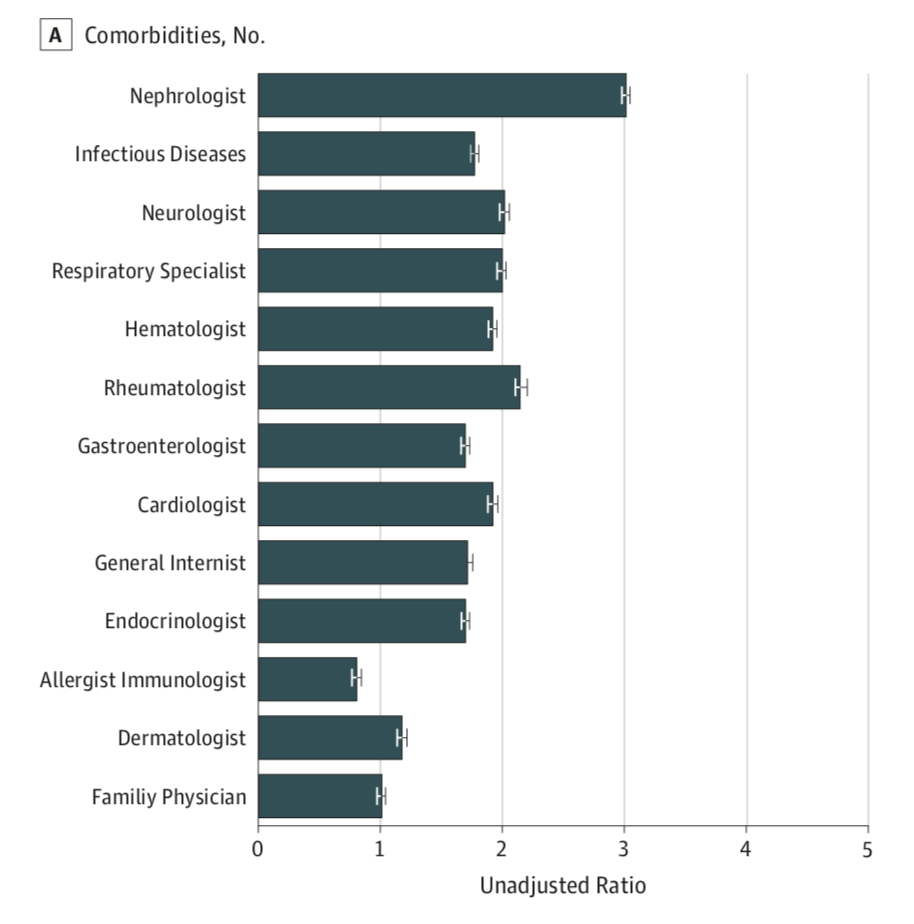 A Comorbidities, No.
Nephrologist
Infectious Diseases
Neurologist
Respiratory Specialist
Hematologist
Rheumatologist
Gastroenterologist
Cardiologist
General Internist
Endocrinologist
Allergist Immunologist
Dermatologist
Familiy Physician
0 1 2 3 4 5
Unadjusted Ratio